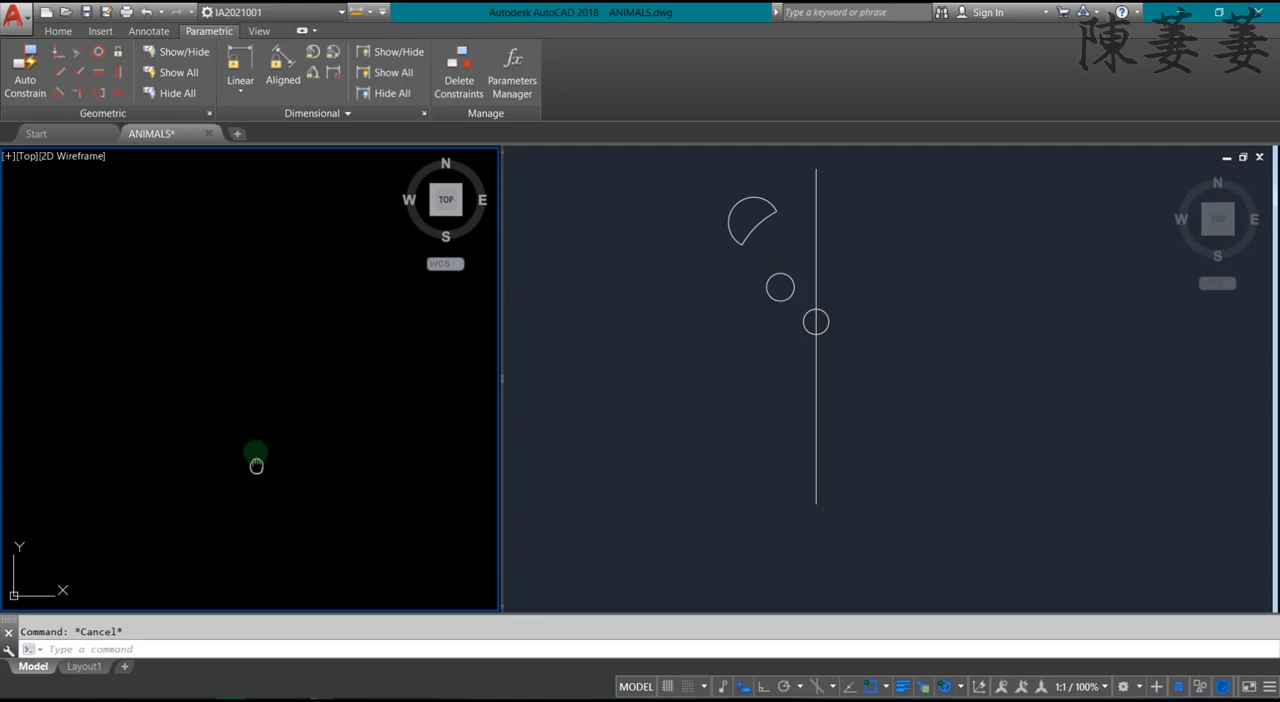 IA2021001
Autodesk AutoCAD 2018 ANIMALS.dwg
Type a keyword or phrase
Sign In
Home Insert Annotate Parametric View
陳萋萋
Auto Constrain
Show/Hide
Show All
Hide All
Linear
Aligned
Show/Hide
Show All
Hide All
Delete Constraints
fx
Parameters Manager
Geometric
Dimensional
Manage
Start
ANIMALS*
[+][Top][2D Wireframe]
N
W TOP E
S
WCS
N
W TOP E
S
Y
X
Command: *Cancel*
Type a command
Model Layout1
MODEL
1:1 / 100%